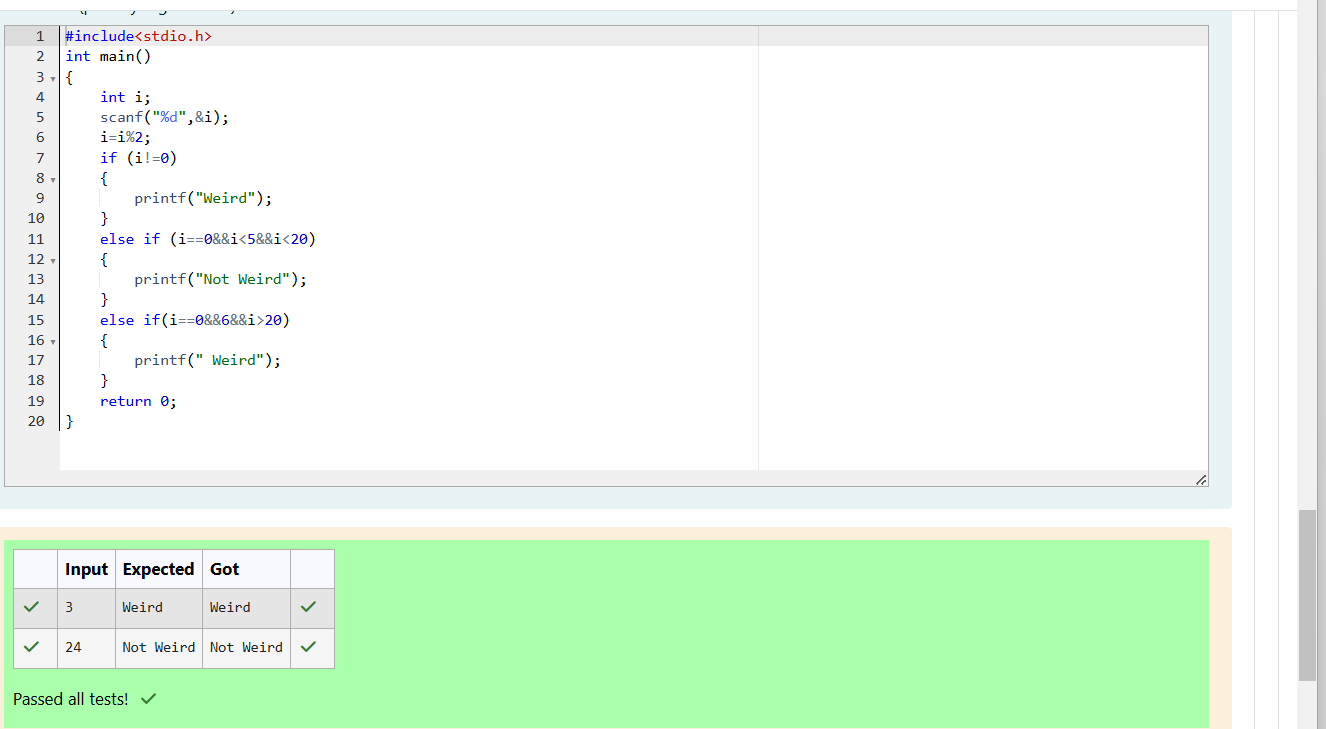 1 #include<stdio.h>
2 int main()
3 {
4     int i;
5     scanf("%d",&i);
6     i=i%2;
7     if (i!=0)
8     {
9         printf("Weird");
10     }
11     else if (i==0&&i<5&&i<20)
12     {
13         printf("Not Weird");
14     }
15     else if(i==0&&6&&i>20)
16     {
17         printf(" Weird");
18     }
19     return 0;
20 }
Input Expected Got
3 Weird Weird
24 Not Weird Not Weird
Passed all tests!